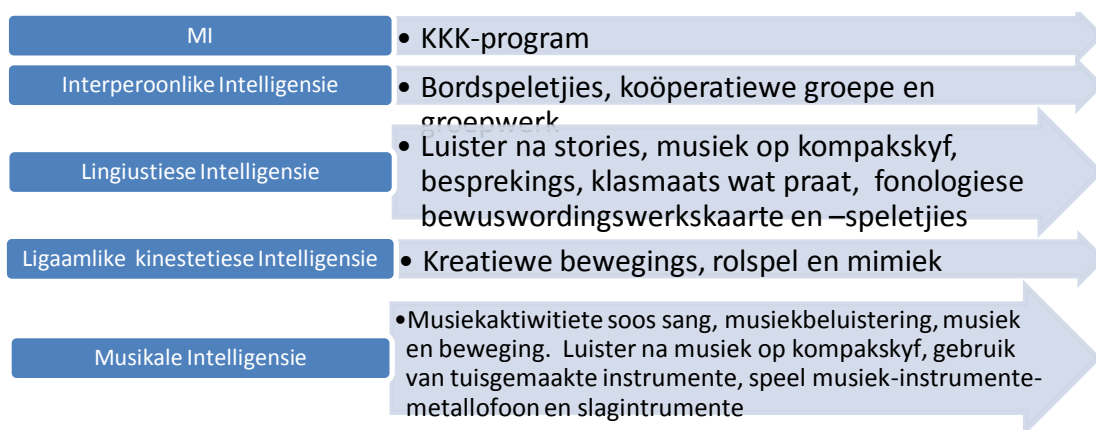 MI
• KKK-program
Interperoonlike Intelligensie
• Bordspeletjies, koöperatiewe groepe en
groepwerk
Lingiustiese Intelligensie
• Luister na stories, musiek op kompakskyf,
besprekings, klasmaats wat praat, fonologiese
bewuswordingswerkskaarte en –speletjies
Ligaamlike kinestetiese Intelligensie
• Kreatiewe bewegings, rolspel en mimiek
Musikale Intelligensie
•Musiekaktiwitiete soos sang, musiekbeluistering, musiek
en beweging. Luister na musiek op kompakskyf, gebruik
van tuisgemaakte instrumente, speel musiek-instrumente-
metallofoon en slagintrumente